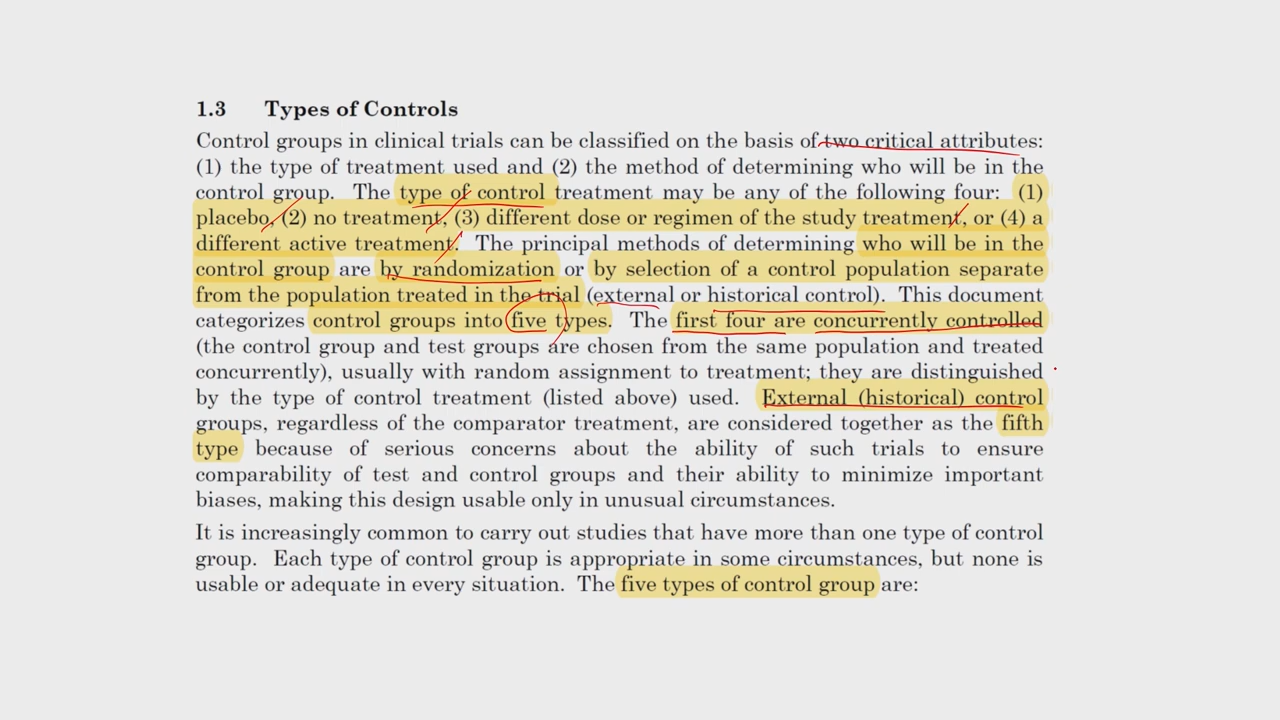 1.3 Types of Controls
Control groups in clinical trials can be classified on the basis of two critical attributes:
(1) the type of treatment used and (2) the method of determining who will be in the
control group. The type of control treatment may be any of the following four: (1)
placebo, (2) no treatment, (3) different dose or regimen of the study treatment, or (4) a
different active treatment. The principal methods of determining who will be in the
control group are by randomization or by selection of a control population separate
from the population treated in the trial (external or historical control). This document
categorizes control groups into five types. The first four are concurrently controlled
(the control group and test groups are chosen from the same population and treated
concurrently), usually with random assignment to treatment; they are distinguished
by the type of control treatment (listed above) used. External (historical) control
groups, regardless of the comparator treatment, are considered together as the fifth
type because of serious concerns about the ability of such trials to ensure
comparability of test and control groups and their ability to minimize important
biases, making this design usable only in unusual circumstances.
It is increasingly common to carry out studies that have more than one type of control
group. Each type of control group is appropriate in some circumstances, but none is
usable or adequate in every situation. The five types of control group are: